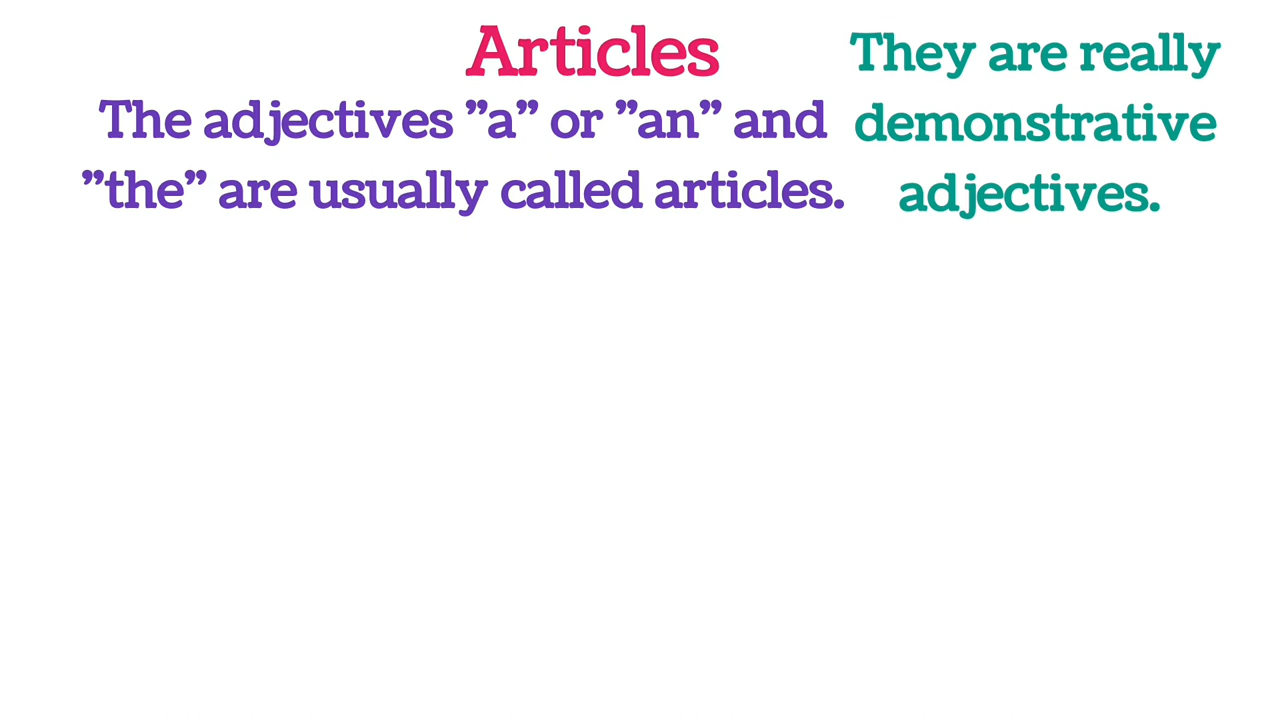 Articles
The adjectives ”a” or ”an” and
”the” are usually called articles.
They are really
demonstrative
adjectives.